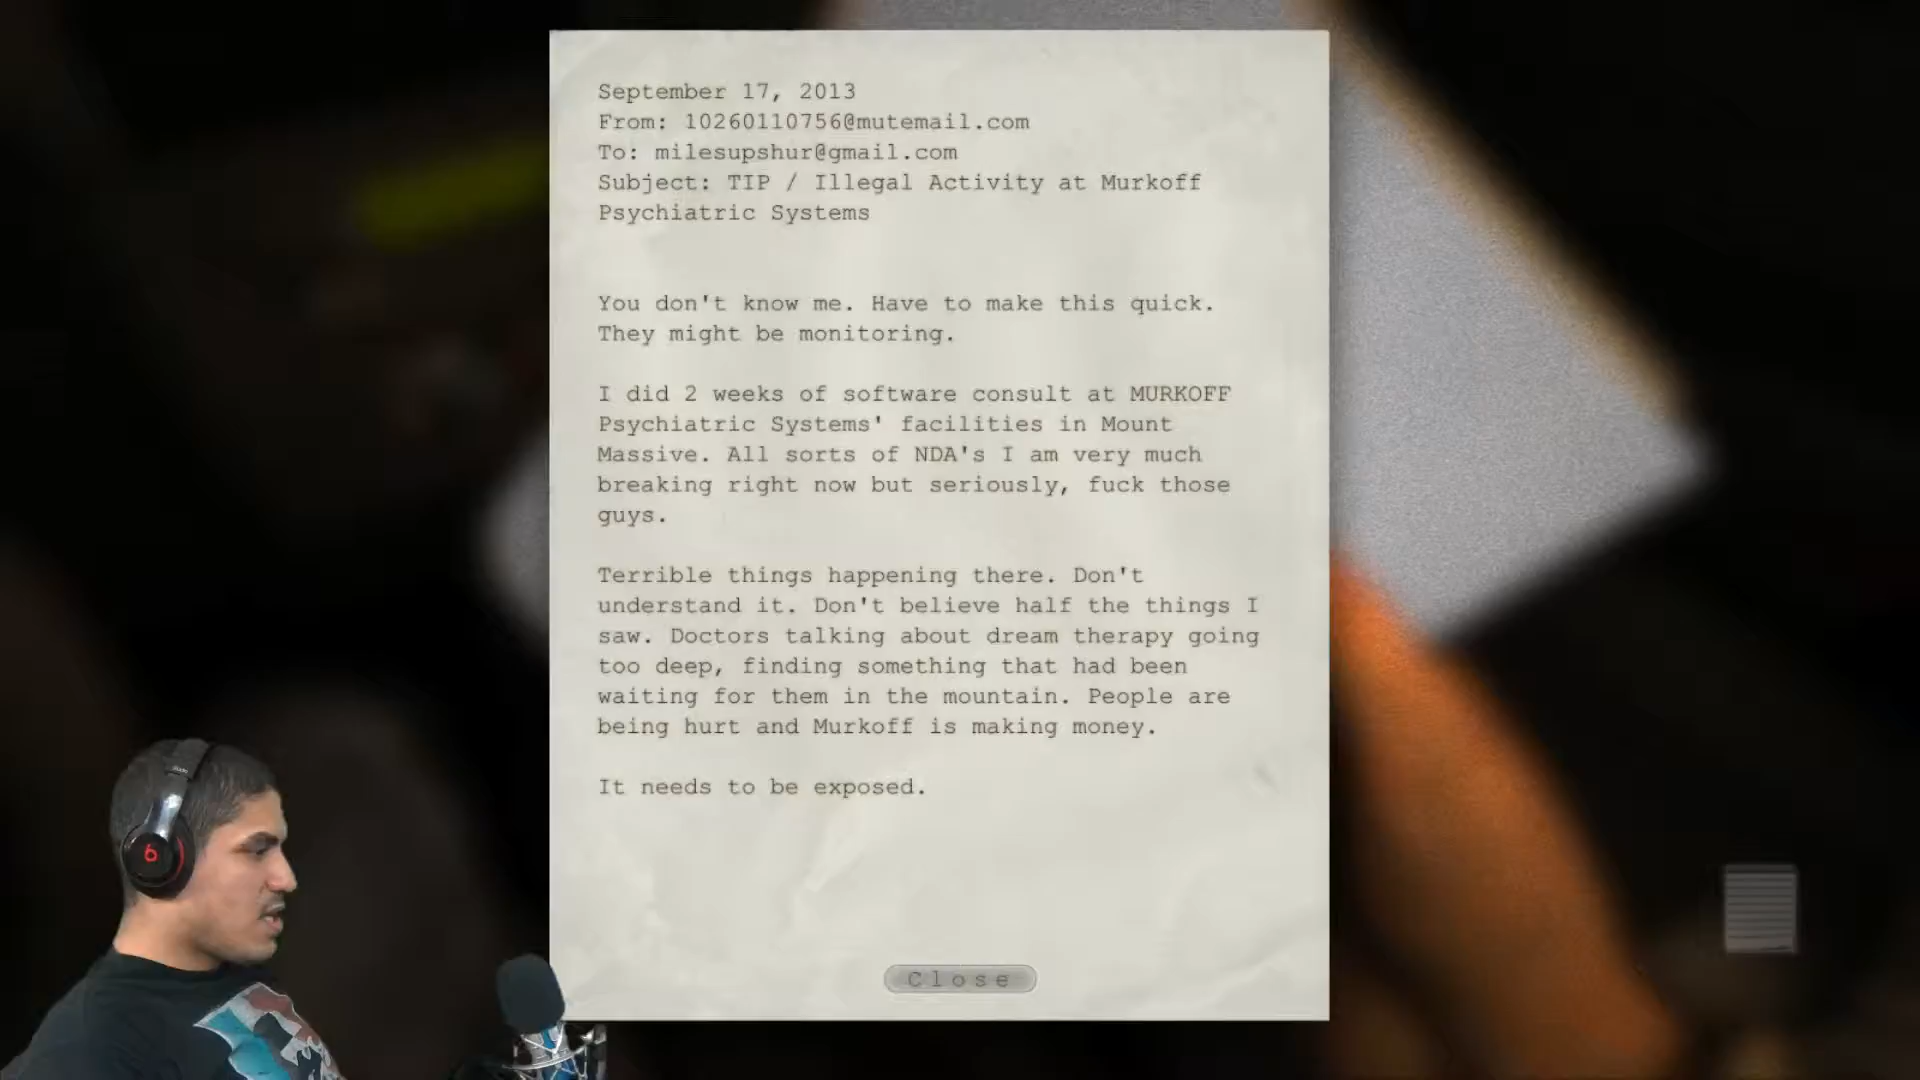 September 17, 2013
From: 10260110756@mutemail.com
To: milesupshur@gmail.com
Subject: TIP / Illegal Activity at Murkoff
Psychiatric Systems
You don't know me. Have to make this quick.
They might be monitoring.
I did 2 weeks of software consult at MURKOFF
Psychiatric Systems' facilities in Mount
Massive. All sorts of NDA's I am very much
breaking right now but seriously, fuck those
guys.
Terrible things happening there. Don't
understand it. Don't believe half the things I
saw. Doctors talking about dream therapy going
too deep, finding something that had been
waiting for them in the mountain. People are
being hurt and Murkoff is making money.
It needs to be exposed.
Close